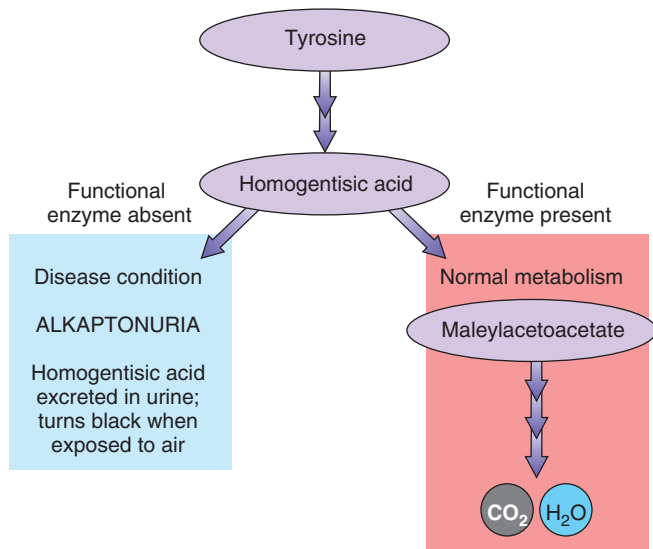 Tyrosine
Homogentisic acid
Functional
enzyme absent
Functional
enzyme present
Disease condition
ALKAPTONURIA
Homogentisic acid
excreted in urine;
turns black when
exposed to air
Normal metabolism
Maleylacetoacetate
CO₂
H₂O